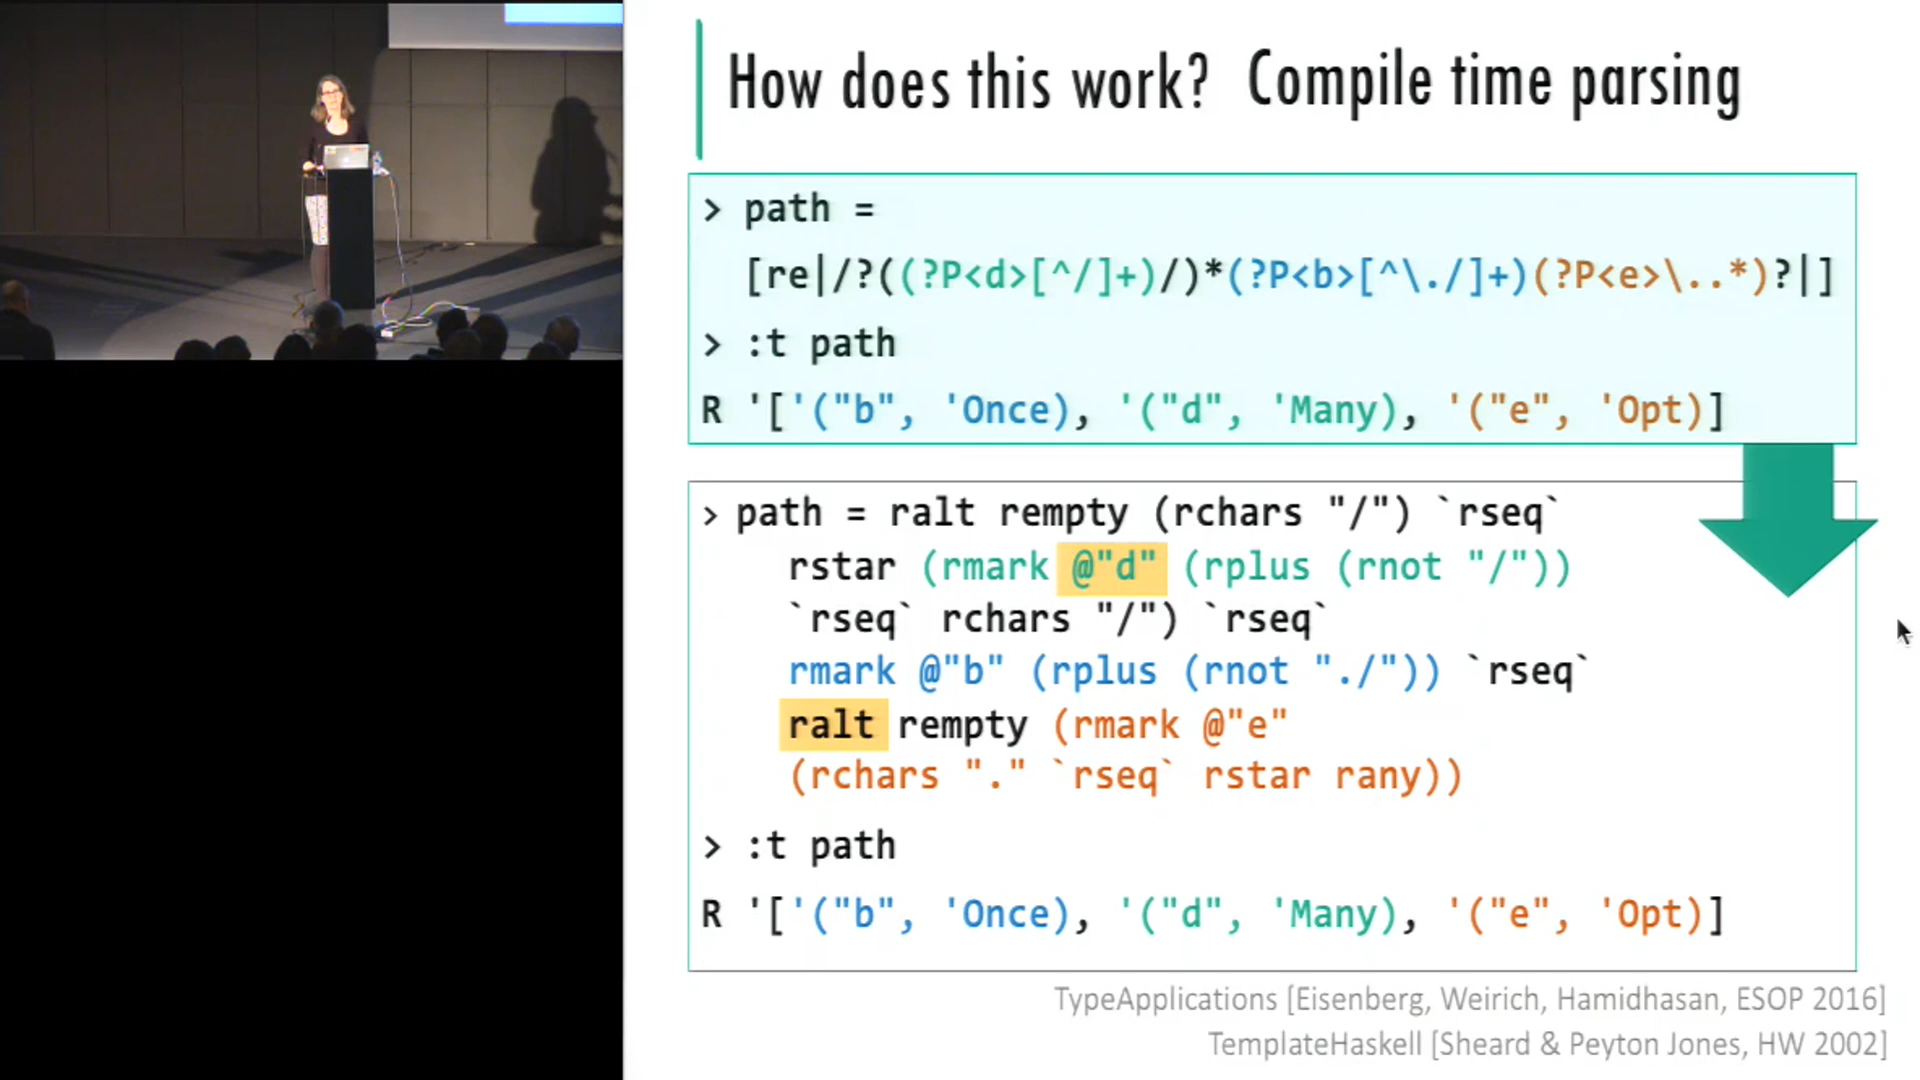 How does this work? Compile time parsing
> path =
[re|/?((?P<d>[^/]+)/)*(?P<b>[^\./]+)(?P<e>\..*)?|]
> :t path
R '['("b", 'Once), '("d", 'Many), '("e", 'Opt)]
> path = ralt rempty (rchars "/") `rseq`
rstar (rmark @"d" (rplus (rnot "/"))
`rseq` rchars "/") `rseq`
rmark @"b" (rplus (rnot "./")) `rseq`
ralt rempty (rmark @"e"
(rchars "." `rseq` rstar rany))
> :t path
R '['("b", 'Once), '("d", 'Many), '("e", 'Opt)]
TypeApplications [Eisenberg, Weirich, Hamidhasan, ESOP 2016]
TemplateHaskell [Sheard & Peyton Jones, HW 2002]